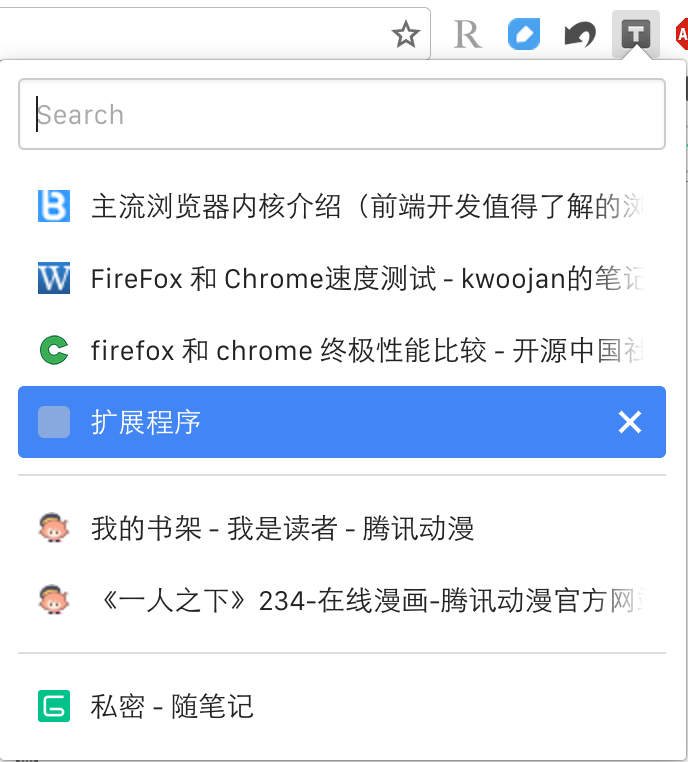 R
T
A
Search
B 主流浏览器内核介绍（前端开发值得了解的浏
W FireFox 和 Chrome速度测试 - kwoojan的笔记
firefox 和 chrome 终极性能比较 - 开源中国社
扩展程序
我的书架 - 我是读者 - 腾讯动漫
《一人之下》234-在线漫画-腾讯动漫官方网站
私密 - 随笔记